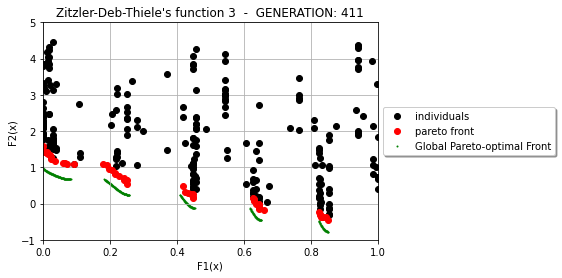 Zitzler-Deb-Thiele's function 3 - GENERATION: 411
5
4
3
2
1
0
−1
F2(x)
0.0 0.2 0.4 0.6 0.8 1.0
F1(x)
individuals
pareto front
Global Pareto-optimal Front